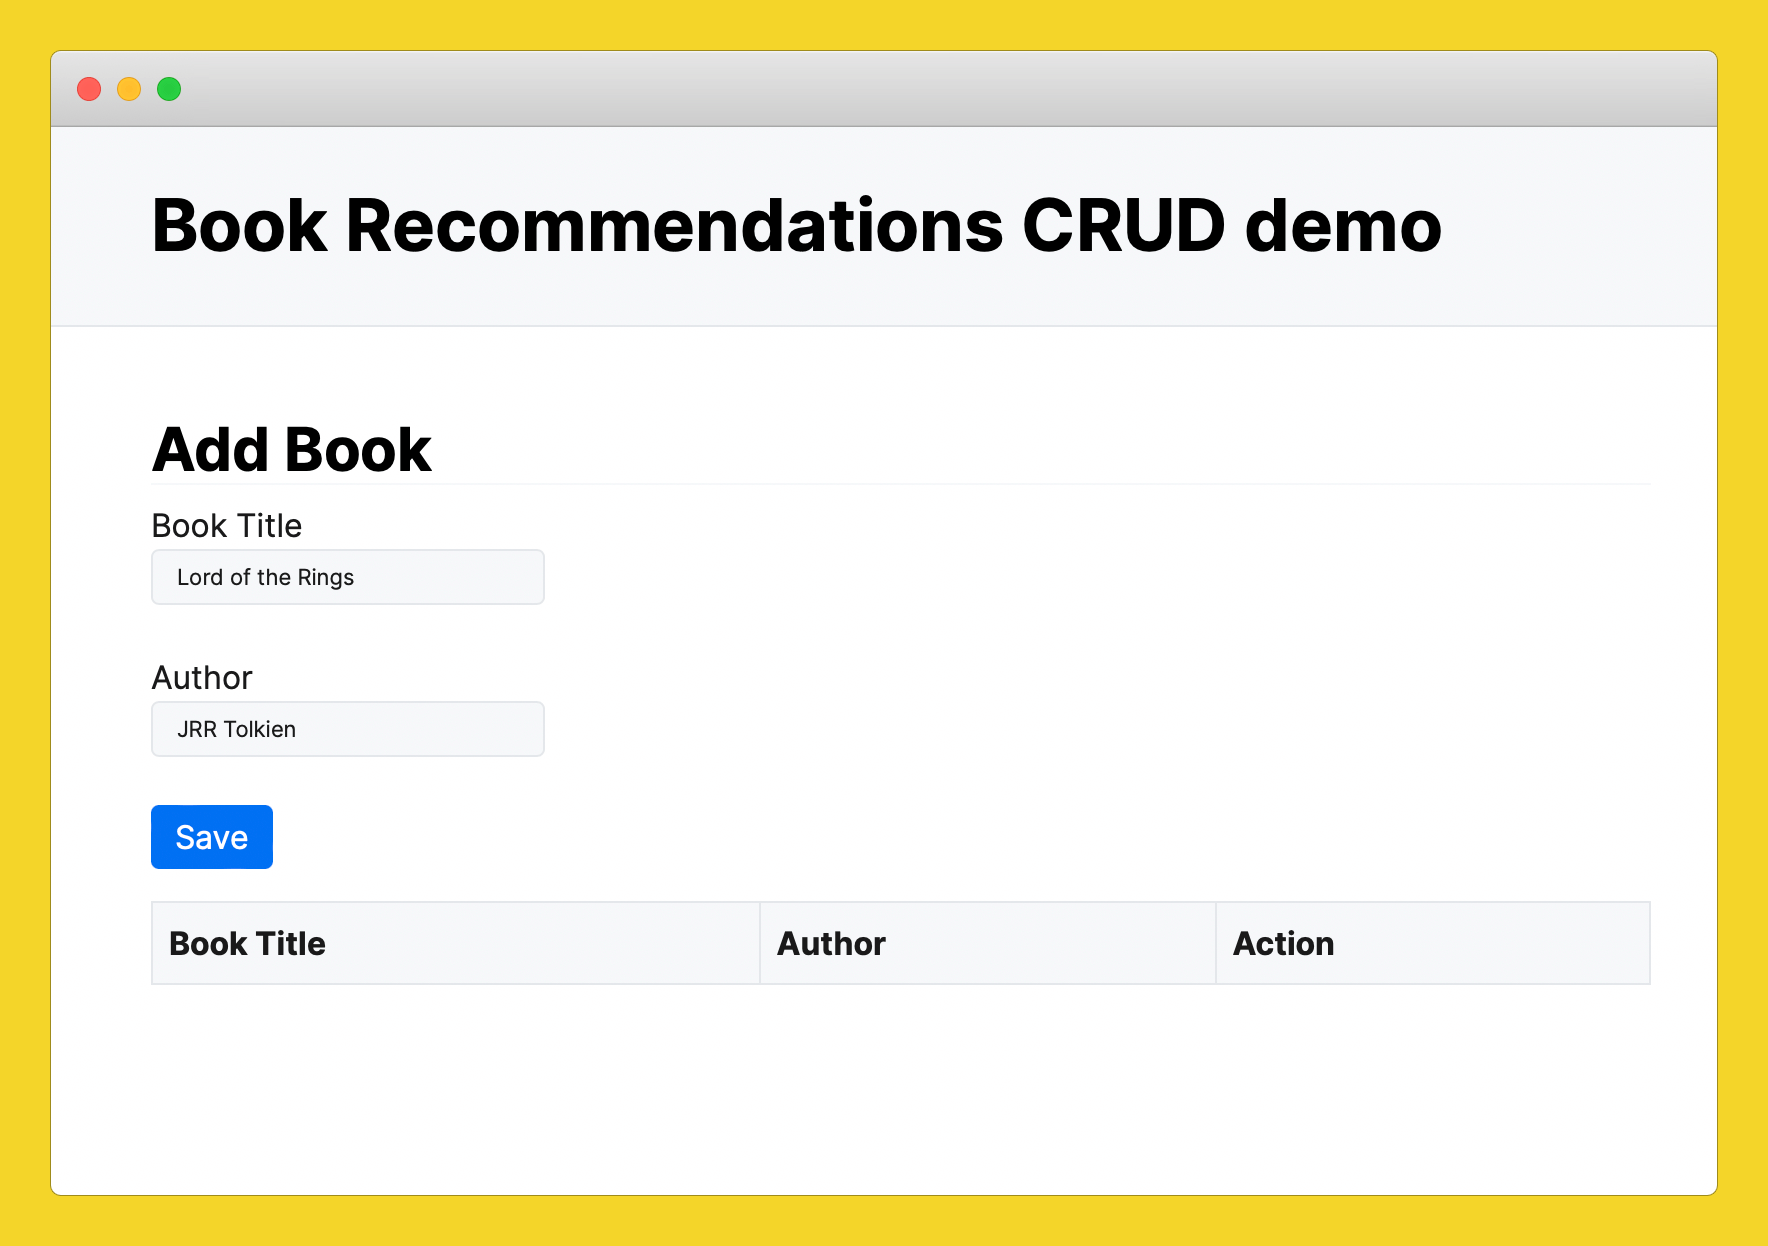 Book Recommendations CRUD demo
Add Book
Book Title
Lord of the Rings
Author
JRR Tolkien
Save
Book Title Author Action